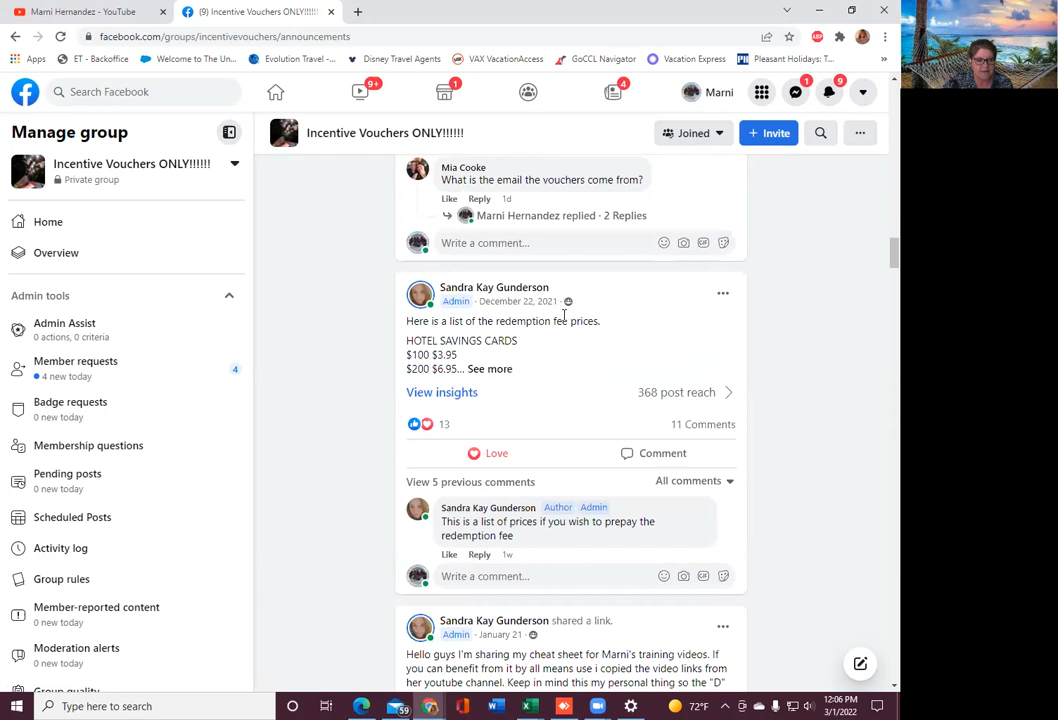 Marni Hernandez - YouTube
(9) Incentive Vouchers ONLY!!!!!!
facebook.com/groups/incentivevouchers/announcements
Apps
ET - Backoffice
Welcome to The Un...
Evolution Travel -...
Disney Travel Agents
VAX VacationAccess
GoCCL Navigator
Vacation Express
Pleasant Holidays: T...
ABP
Search Facebook
9+
1
4
Marni
1
9
Manage group
Incentive Vouchers ONLY!!!!!!
Private group
Home
Overview
Admin tools
Admin Assist
0 actions, 0 criteria
Member requests
4 new today
4
Badge requests
0 new today
Membership questions
Pending posts
0 new today
Scheduled Posts
Activity log
Group rules
Member-reported content
0 new today
Moderation alerts
0 new today
Group quality
Incentive Vouchers ONLY!!!!!!
Joined
+ Invite
Mia Cooke
What is the email the vouchers come from?
Like Reply 1d
Marni Hernandez replied · 2 Replies
Write a comment...
GIF
Sandra Kay Gunderson
Admin · December 22, 2021 ·
Here is a list of the redemption fee prices.
HOTEL SAVINGS CARDS
$100 $3.95
$200 $6.95... See more
View insights
368 post reach
13
11 Comments
Love
Comment
View 5 previous comments
All comments
Sandra Kay Gunderson Author Admin
This is a list of prices if you wish to prepay the
redemption fee
Like Reply 1w
Write a comment...
GIF
Sandra Kay Gunderson shared a link.
Admin · January 21 ·
Hello guys I'm sharing my cheat sheet for Marni's training videos. If
you can benefit from it by all means use i copied the video links from
her youtube channel. Keep in mind this my personal thing so the "D"
Type here to search
59
72°F
12:06 PM
3/1/2022